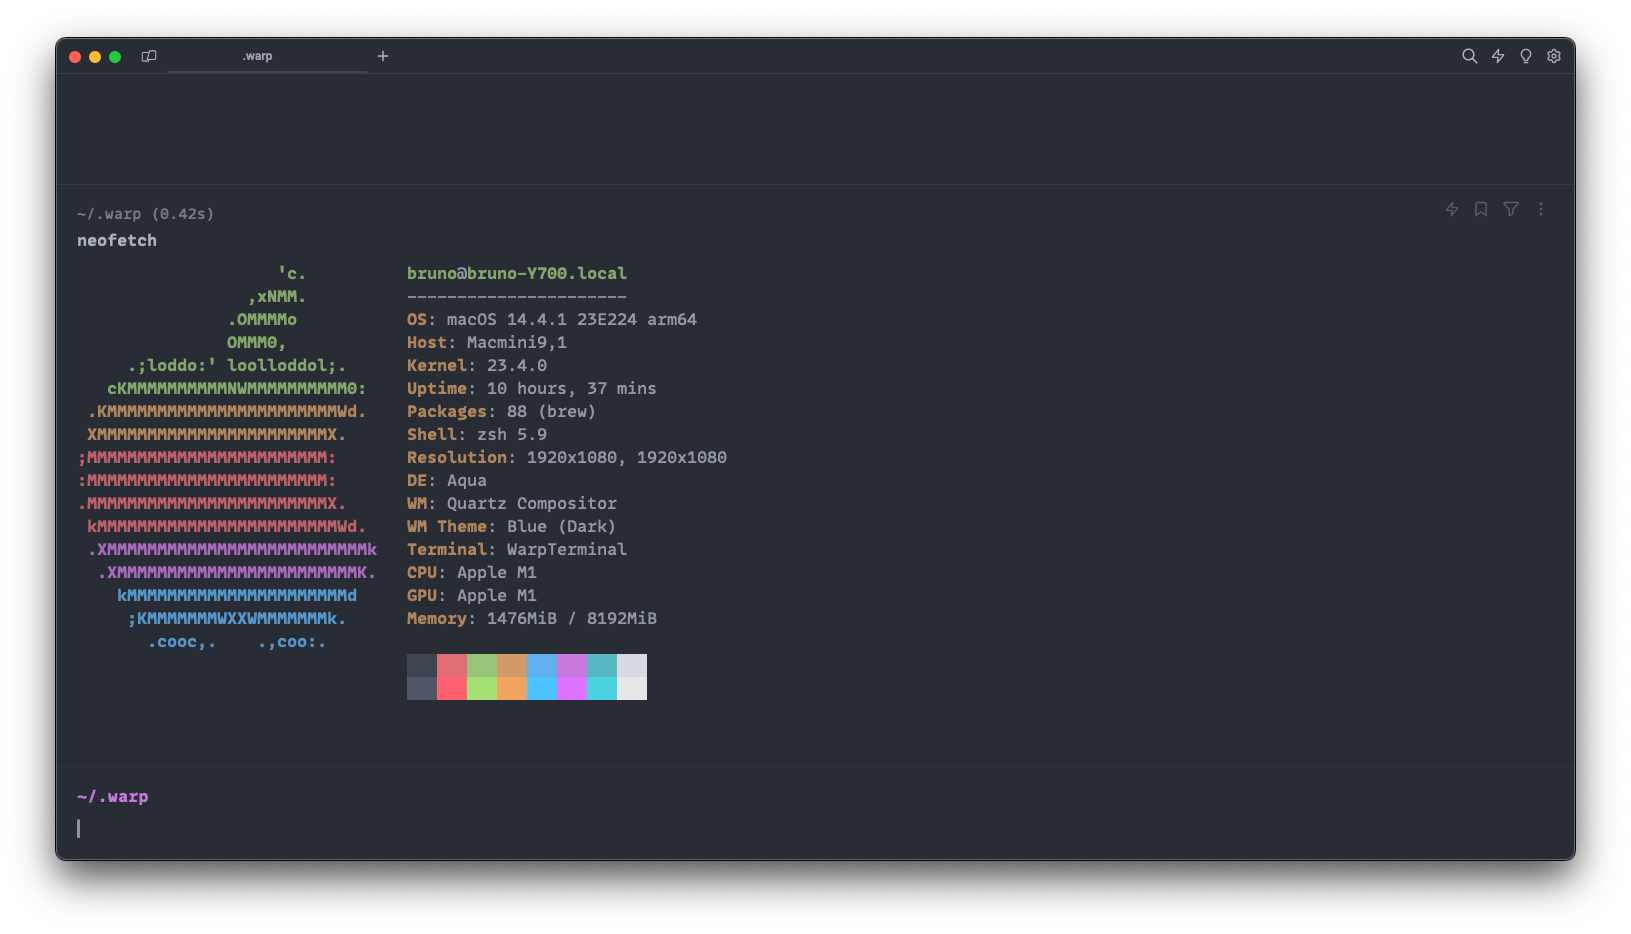 .warp
~/.warp (0.42s)
neofetch
'c. bruno@bruno-Y700.local
,xNMM. ----------------------
.OMMMMo OS: macOS 14.4.1 23E224 arm64
OMMM0, Host: Macmini9,1
.;loddo:' loolloddol;. Kernel: 23.4.0
cKMMMMMMMMMMNWMMMMMMMMMM0: Uptime: 10 hours, 37 mins
.KMMMMMMMMMMMMMMMMMMMMMMMWd. Packages: 88 (brew)
XMMMMMMMMMMMMMMMMMMMMMMMX. Shell: zsh 5.9
;MMMMMMMMMMMMMMMMMMMMMMMM: Resolution: 1920x1080, 1920x1080
:MMMMMMMMMMMMMMMMMMMMMMMM: DE: Aqua
.MMMMMMMMMMMMMMMMMMMMMMMMX. WM: Quartz Compositor
kMMMMMMMMMMMMMMMMMMMMMMMMWd. WM Theme: Blue (Dark)
.XMMMMMMMMMMMMMMMMMMMMMMMMMMk Terminal: WarpTerminal
.XMMMMMMMMMMMMMMMMMMMMMMMMK. CPU: Apple M1
kMMMMMMMMMMMMMMMMMMMMMMd GPU: Apple M1
;KMMMMMMMWXXWMMMMMMMk. Memory: 1476MiB / 8192MiB
.cooc,. .,coo:.
~/.warp